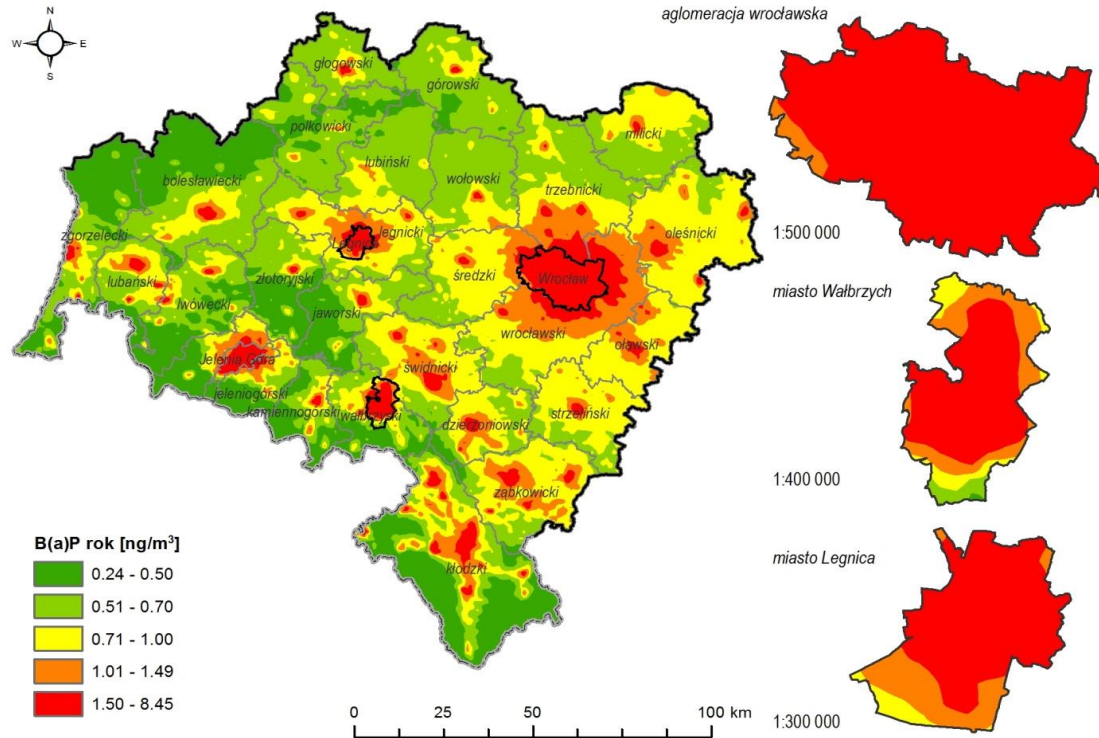 N
W E
S
aglomeracja wrocławska
1:500 000
miasto Wałbrzych
1:400 000
miasto Legnica
1:300 000
głogowski
górowski
polkowicki
milicki
lubiński
bolesławiecki
wołowski
trzebnicki
zgorzelecki
Legnica
legnicki
oleśnicki
lubański
złotoryjski
średzki
Wrocław
lwówecki
jaworski
wrocławski
oławski
Jelenia Góra
świdnicki
jeleniogórski
kamiennogórski
wałbrzyski
strzeliński
dzierżoniowski
ząbkowicki
kłodzki
B(a)P rok [ng/m³]
0.24 - 0.50
0.51 - 0.70
0.71 - 1.00
1.01 - 1.49
1.50 - 8.45
0 25 50 100 km